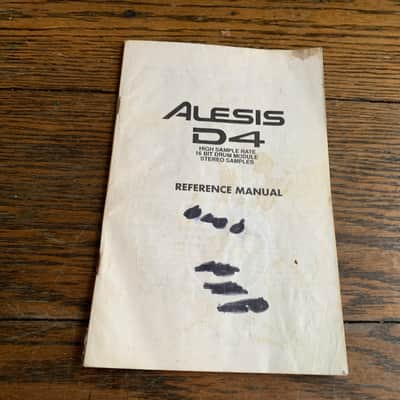 ALESIS
D4
HIGH SAMPLE RATE
16 BIT DRUM MODULE
STEREO SAMPLES
REFERENCE MANUAL